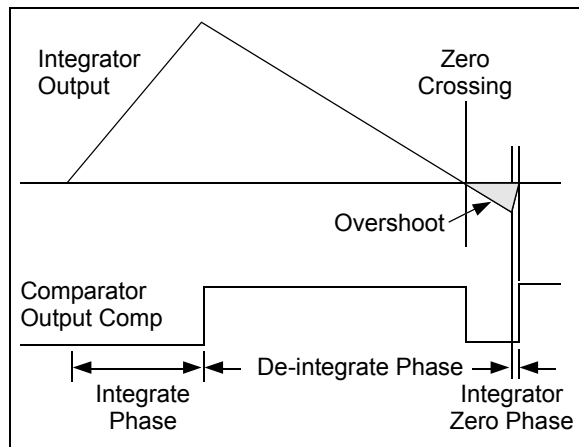 Integrator
Output
Zero
Crossing
Overshoot
Comparator
Output Comp
De-integrate Phase
Integrate
Phase
Integrator
Zero Phase